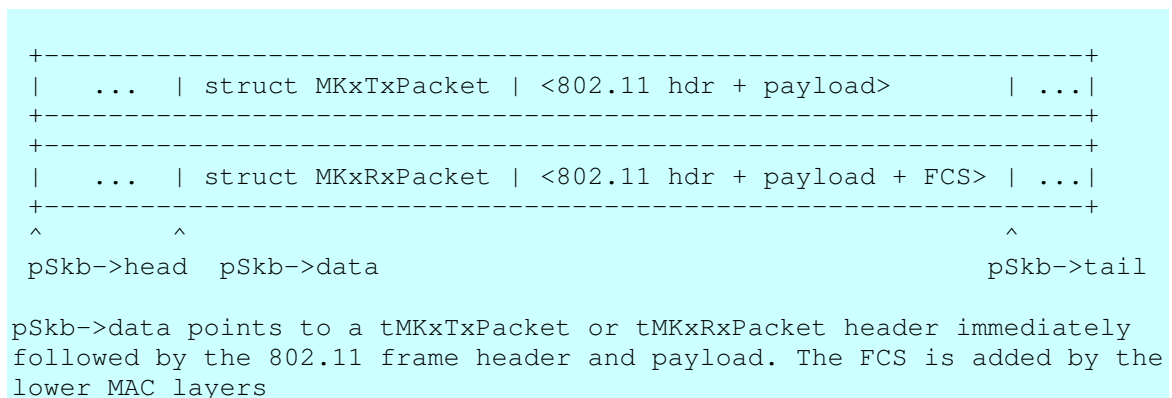 +-----------------------------------------------------------------+
|   ...  | struct MKxTxPacket | <802.11 hdr + payload>       | ...|
+-----------------------------------------------------------------+
+-----------------------------------------------------------------+
|   ...  | struct MKxRxPacket | <802.11 hdr + payload + FCS> | ...|
+-----------------------------------------------------------------+
^        ^                                                   ^
pSkb->head  pSkb->data                                      pSkb->tail
pSkb->data points to a tMKxTxPacket or tMKxRxPacket header immediately
followed by the 802.11 frame header and payload. The FCS is added by the
lower MAC layers